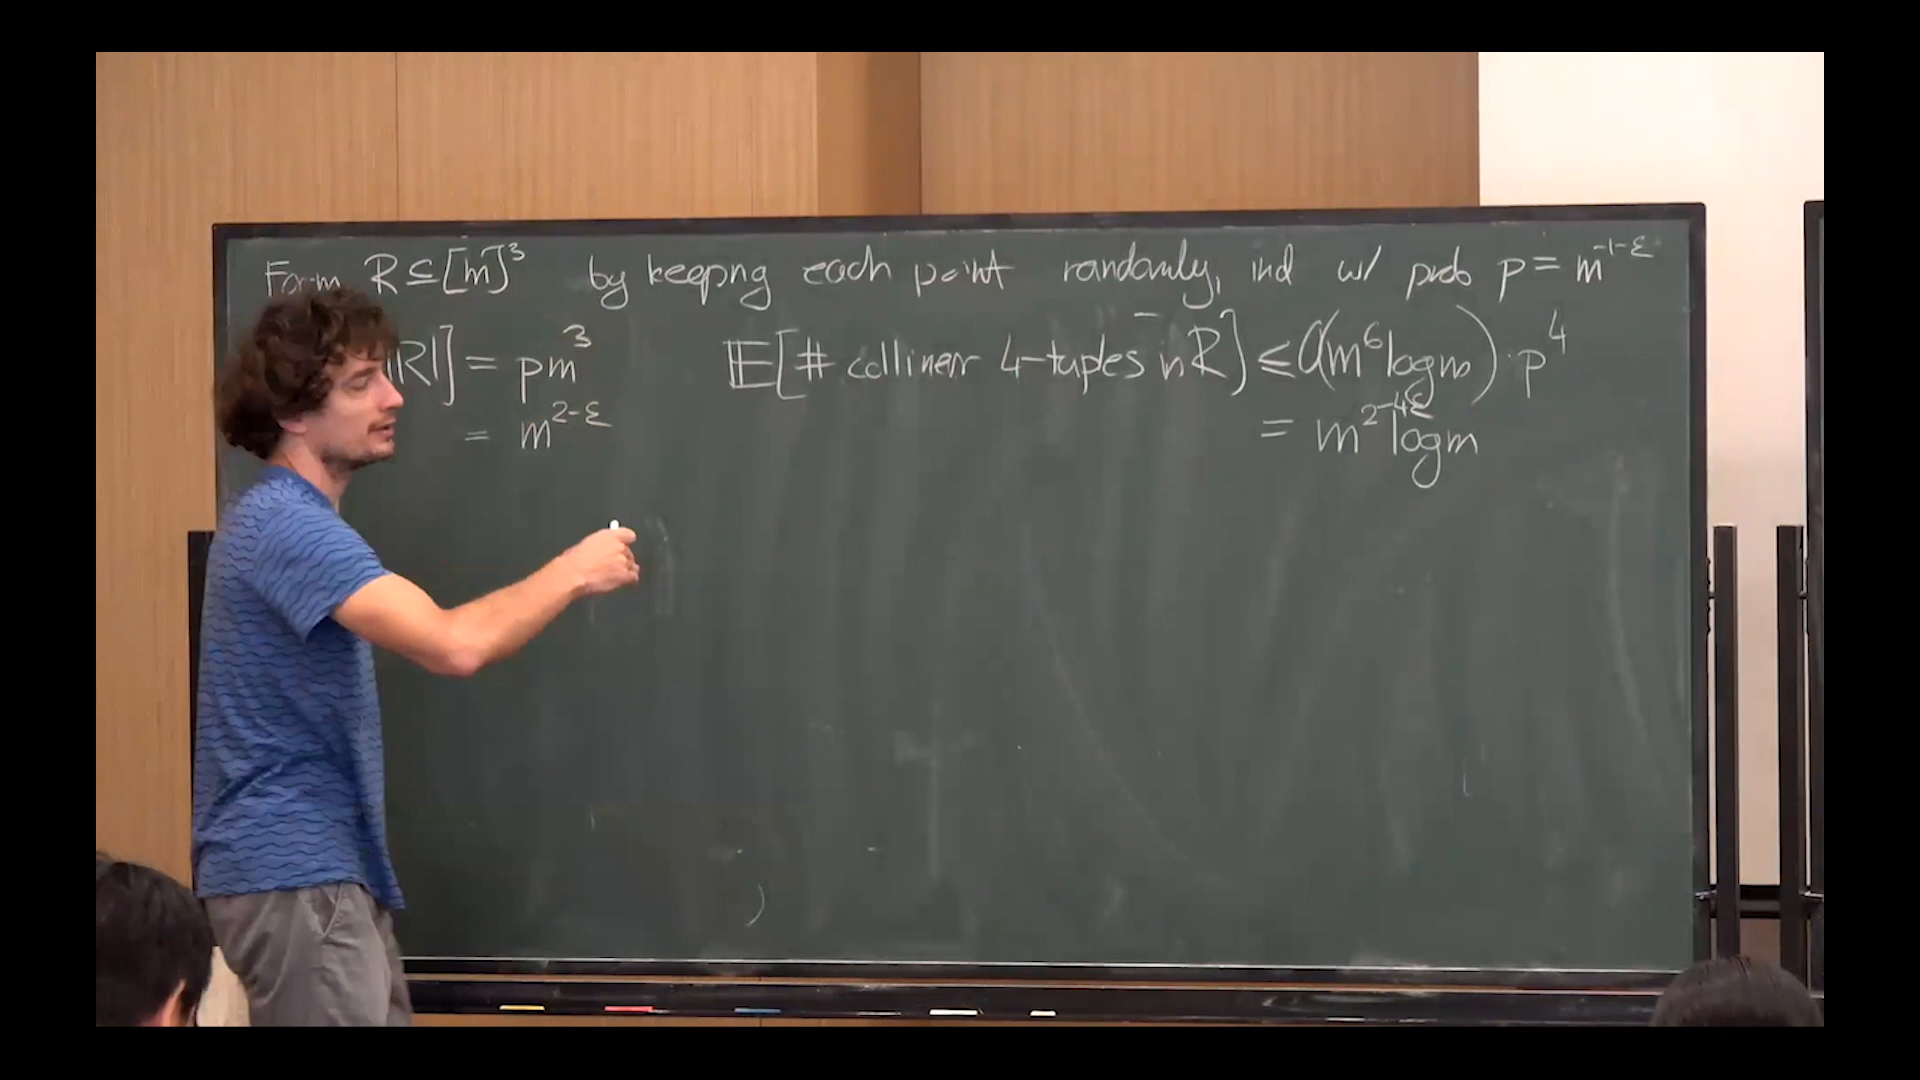 Form R ⊆ [m]³ by keepng each point randomly, ind w/ prob p = m^{-1-ε}
|R|] = pm³ 𝔼[# collinear 4-tuples in R] ≤ O(m⁶ log m) · p⁴
= m^{2-ε} = m^{2-4ε} log m